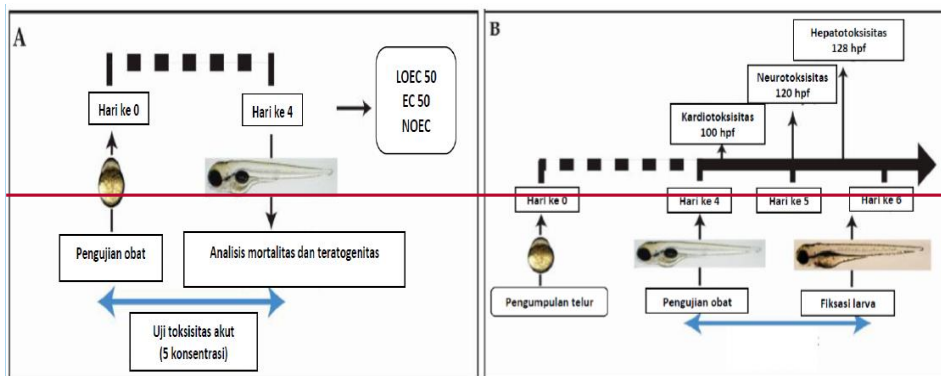 A
Hari ke 0
Hari ke 4
LOEC 50
EC 50
NOEC
Pengujian obat
Analisis mortalitas dan teratogenitas
Uji toksisitas akut
(5 konsentrasi)
B
Hepatotoksisitas
128 hpf
Neurotoksisitas
120 hpf
Kardiotoksisitas
100 hpf
Hari ke 0
Hari ke 4
Hari ke 5
Hari ke 6
Pengumpulan telur
Pengujian obat
Fiksasi larva